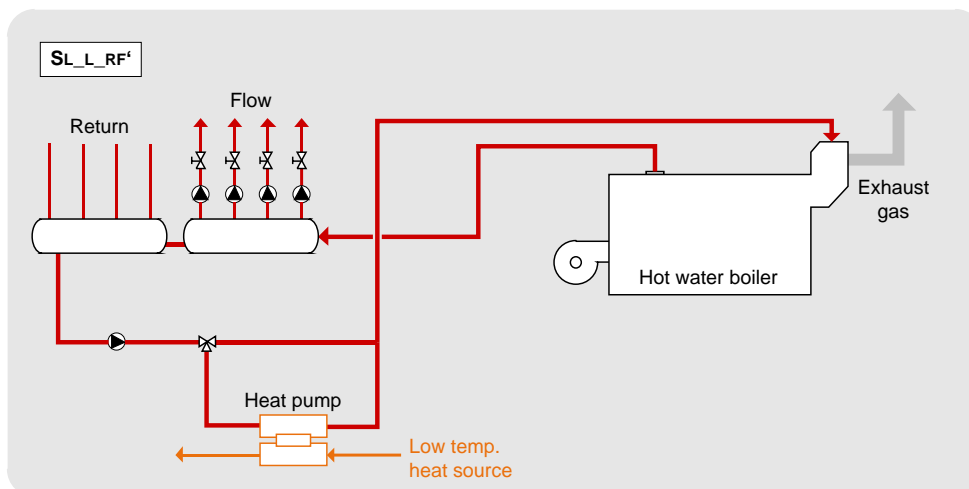 SL_L_RF‘
Flow
Return
Exhaust
gas
Hot water boiler
Heat pump
Low temp.
heat source